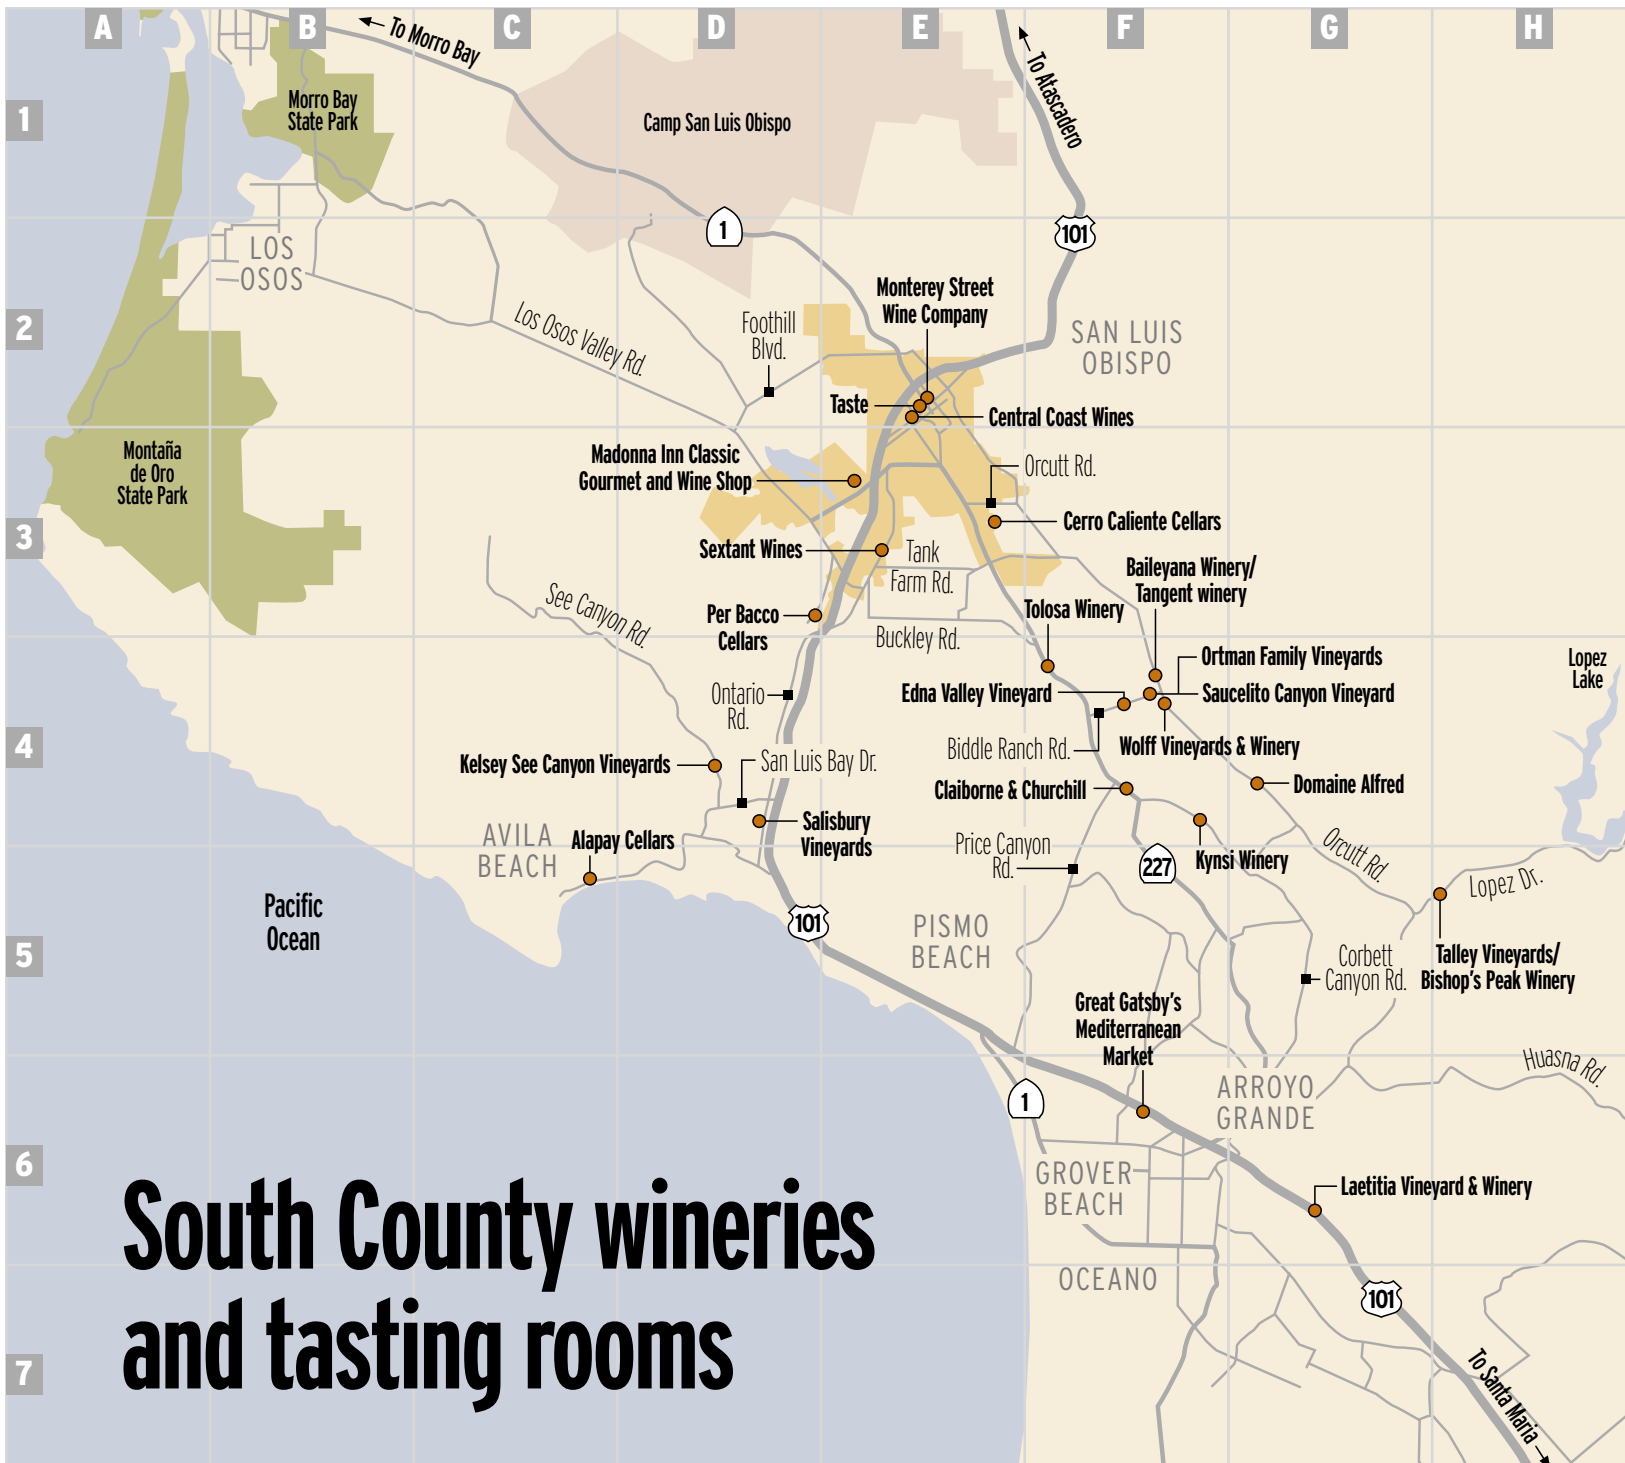 A
B
C
D
E
F
G
H
1
2
3
4
5
6
7
To Morro Bay
To Atascadero
Morro Bay
State Park
Camp San Luis Obispo
1
101
LOS
OSOS
Monterey Street
Wine Company
Los Osos Valley Rd.
Foothill
Blvd.
SAN LUIS
OBISPO
Taste
Central Coast Wines
Montaña
de Oro
State Park
Madonna Inn Classic
Gourmet and Wine Shop
Orcutt Rd.
Cerro Caliente Cellars
Sextant Wines
Tank
Farm Rd.
Baileyana Winery/
Tangent winery
See Canyon Rd.
Per Bacco
Cellars
Tolosa Winery
Buckley Rd.
Ortman Family Vineyards
Lopez
Lake
Ontario
Rd.
Edna Valley Vineyard
Saucelito Canyon Vineyard
Biddle Ranch Rd.
Wolff Vineyards & Winery
Kelsey See Canyon Vineyards
San Luis Bay Dr.
Claiborne & Churchill
Domaine Alfred
AVILA
BEACH
Alapay Cellars
Salisbury
Vineyards
Price Canyon
Rd.
227
Kynsi Winery
Orcutt Rd.
Lopez Dr.
Pacific
Ocean
101
PISMO
BEACH
Corbett
Canyon Rd.
Talley Vineyards/
Bishop's Peak Winery
Great Gatsby's
Mediterranean
Market
Huasna Rd.
1
ARROYO
GRANDE
GROVER
BEACH
Laetitia Vineyard & Winery
OCEANO
101
To Santa Maria
South County wineries
and tasting rooms